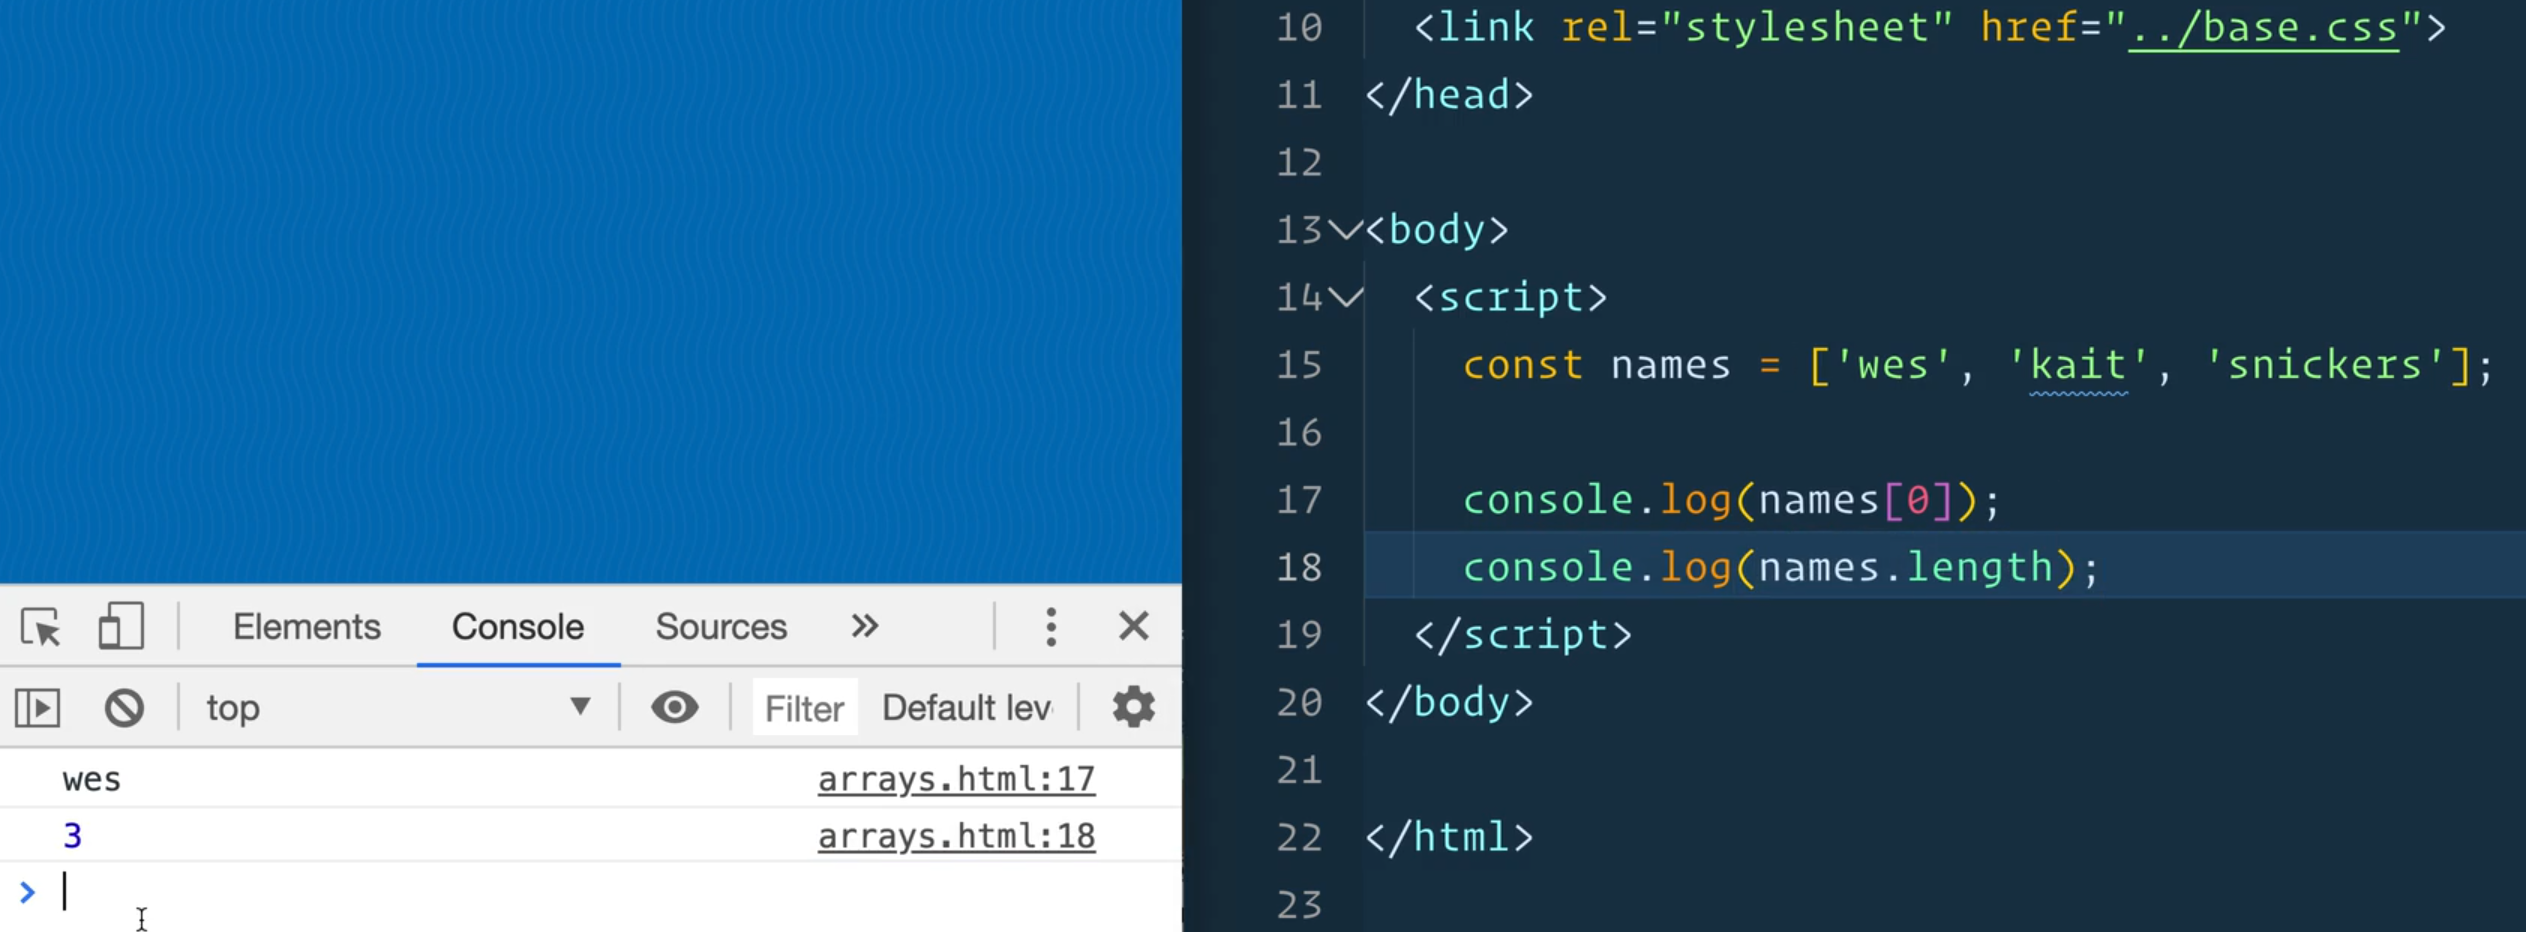 Elements Console Sources »
top Filter Default lev
wes arrays.html:17
3 arrays.html:18
>
10 <link rel="stylesheet" href="../base.css">
11 </head>
12
13 <body>
14 <script>
15 const names = ['wes', 'kait', 'snickers'];
16
17 console.log(names[0]);
18 console.log(names.length);
19 </script>
20 </body>
21
22 </html>
23